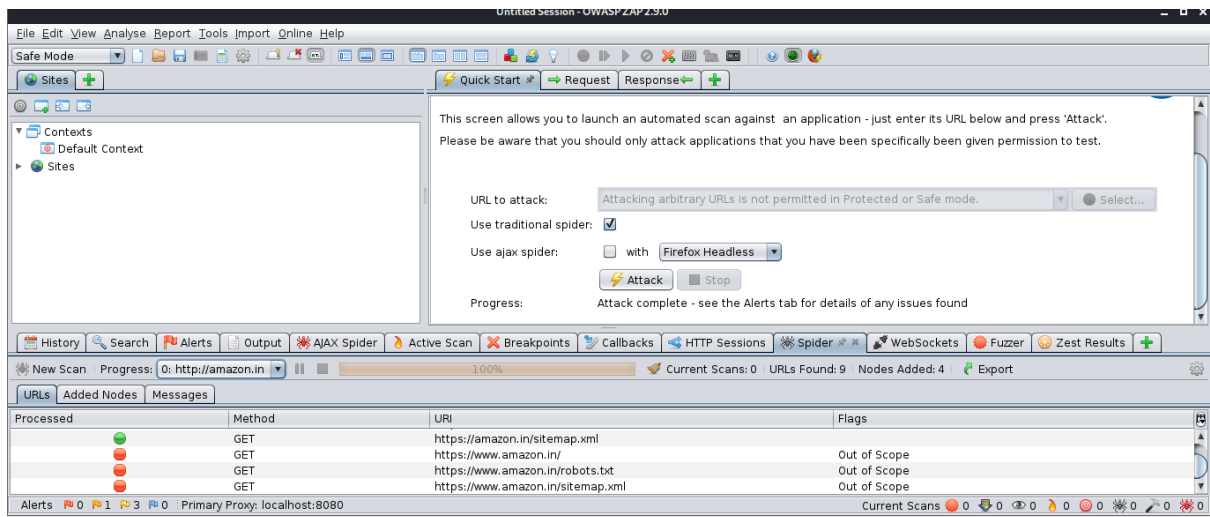 Untitled Session - OWASP ZAP 2.9.0
File Edit View Analyse Report Tools Import Online Help
Safe Mode
Sites
Quick Start Request Response
This screen allows you to launch an automated scan against an application - just enter its URL below and press 'Attack'.
Please be aware that you should only attack applications that you have been specifically been given permission to test.
Contexts
Default Context
Sites
URL to attack: Attacking arbitrary URLs is not permitted in Protected or Safe mode. Select...
Use traditional spider:
Use ajax spider: with Firefox Headless
Attack Stop
Progress: Attack complete - see the Alerts tab for details of any issues found
History Search Alerts Output AJAX Spider Active Scan Breakpoints Callbacks HTTP Sessions Spider WebSockets Fuzzer Zest Results
New Scan Progress: 0: http://amazon.in 100% Current Scans: 0 URLs Found: 9 Nodes Added: 4 Export
URLs Added Nodes Messages
Processed Method URI Flags
GET https://amazon.in/sitemap.xml
GET https://www.amazon.in/ Out of Scope
GET https://www.amazon.in/robots.txt Out of Scope
GET https://www.amazon.in/sitemap.xml Out of Scope
Alerts 0 1 3 0 Primary Proxy: localhost:8080 Current Scans 0 0 0 0 0 0 0 0